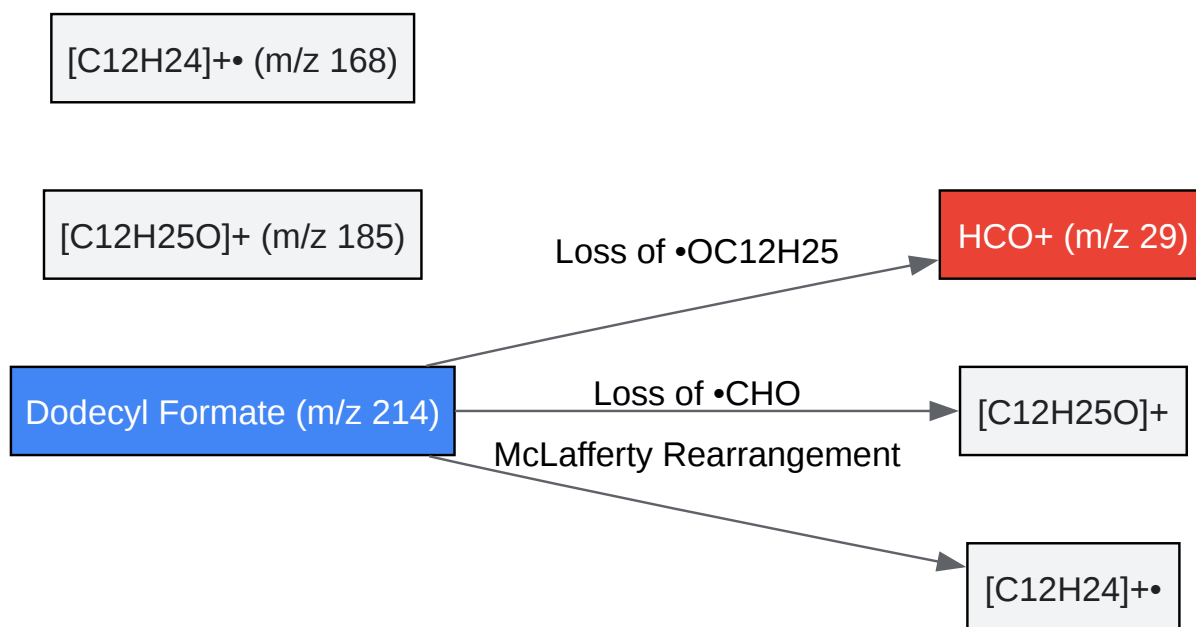 [C12H24]+• (m/z 168)
[C12H25O]+ (m/z 185)
HCO+ (m/z 29)
Loss of •OC12H25
Dodecyl Formate (m/z 214)
Loss of •CHO
[C12H25O]+
McLafferty Rearrangement
[C12H24]+•